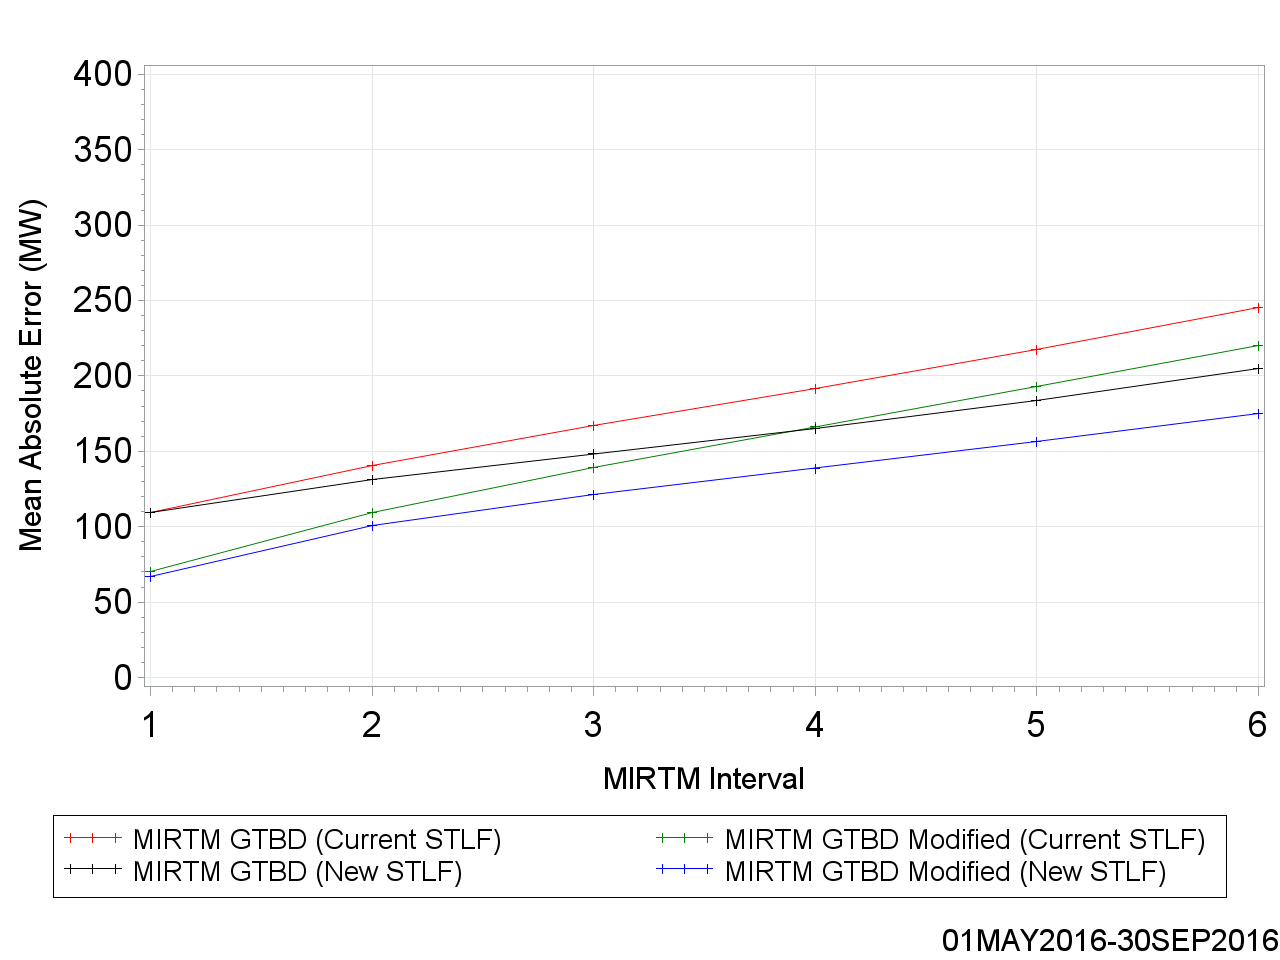 400
350
300
250
200
150
100
50
0
Mean Absolute Error (MW)
1 2 3 4 5 6
MIRTM Interval
MIRTM GTBD (Current STLF) MIRTM GTBD Modified (Current STLF)
MIRTM GTBD (New STLF) MIRTM GTBD Modified (New STLF)
01MAY2016-30SEP2016